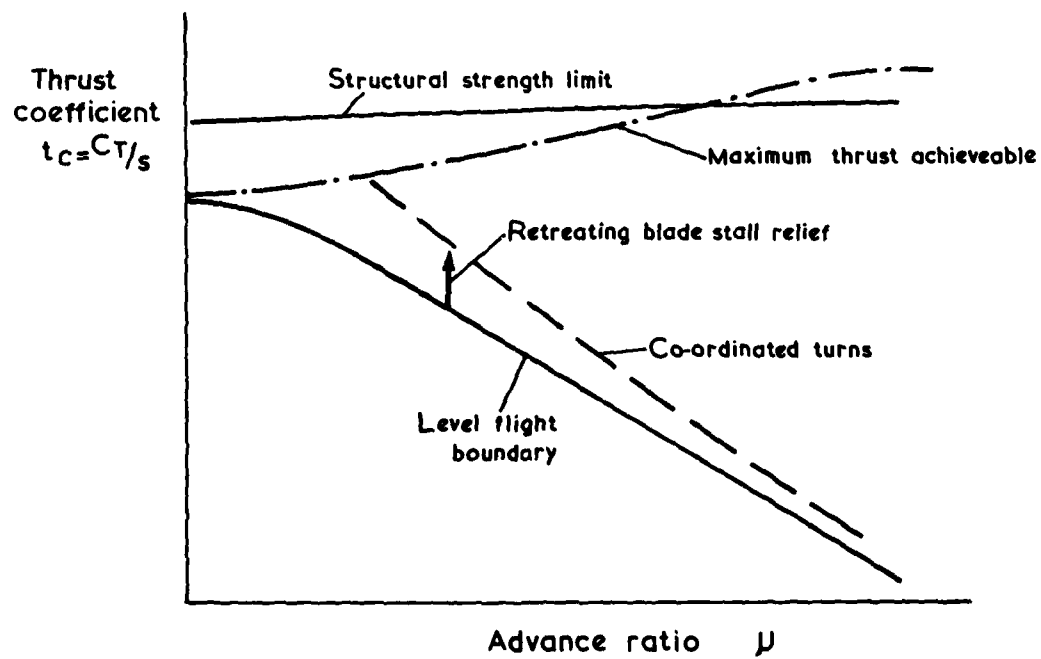 Thrust
coefficient
tc=CT/s
Structural strength limit
Maximum thrust achieveable
Retreating blade stall relief
Co-ordinated turns
Level flight
boundary
Advance ratio μ